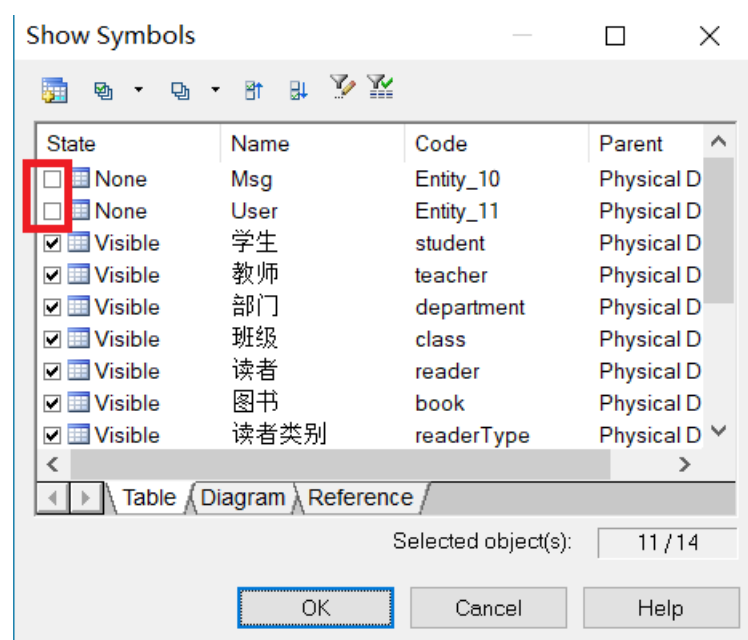 Show Symbols
State Name Code Parent
None Msg Entity_10 Physical D
None User Entity_11 Physical D
Visible 学生 student Physical D
Visible 教师 teacher Physical D
Visible 部门 department Physical D
Visible 班级 class Physical D
Visible 读者 reader Physical D
Visible 图书 book Physical D
Visible 读者类别 readerType Physical D
Table Diagram Reference
Selected object(s): 11 / 14
OK Cancel Help